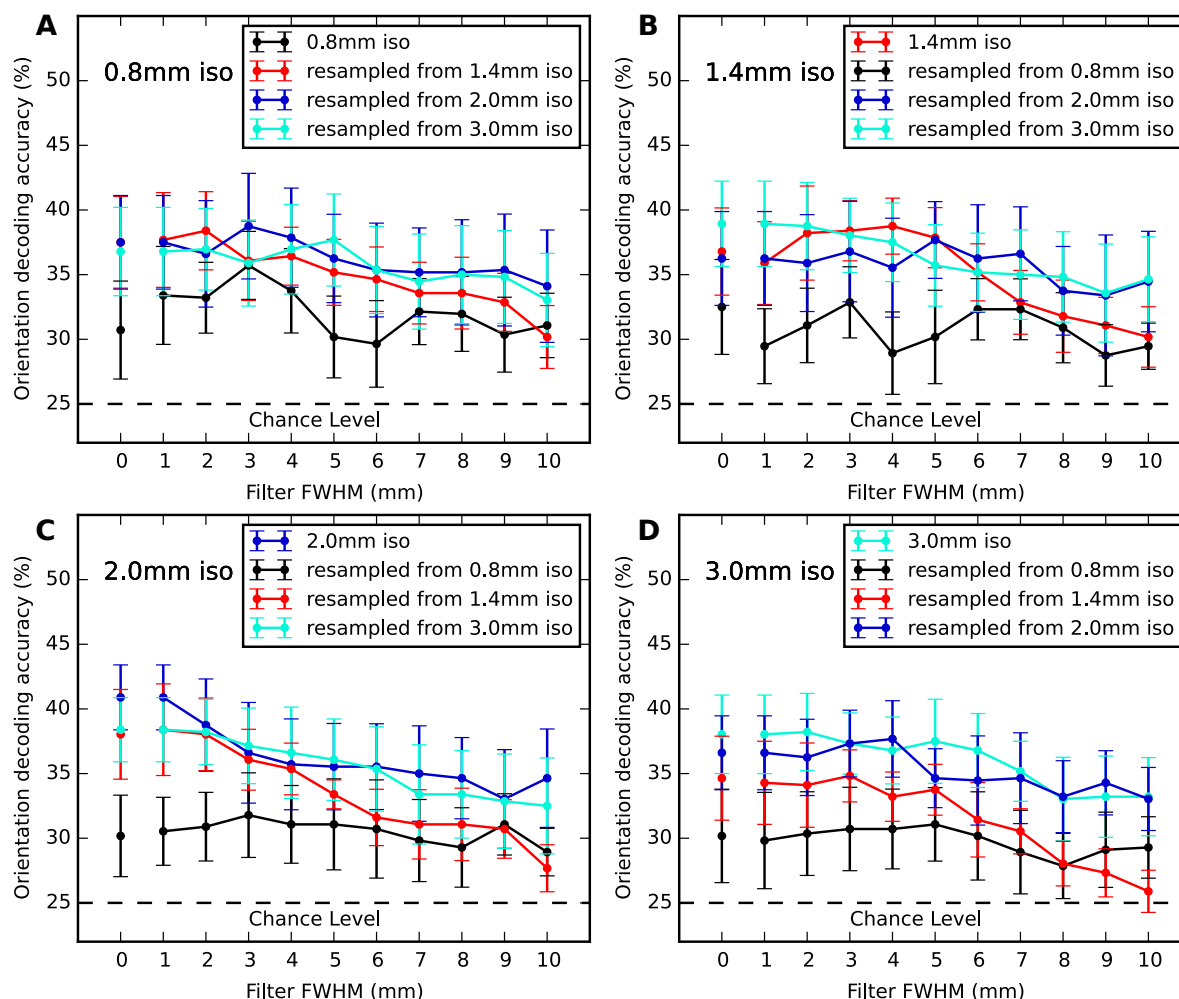 A
0.8mm iso
0.8mm iso
resampled from 1.4mm iso
resampled from 2.0mm iso
resampled from 3.0mm iso
Orientation decoding accuracy (%)
50
45
40
35
30
25
Chance Level
0 1 2 3 4 5 6 7 8 9 10
Filter FWHM (mm)
B
1.4mm iso
1.4mm iso
resampled from 0.8mm iso
resampled from 2.0mm iso
resampled from 3.0mm iso
Orientation decoding accuracy (%)
50
45
40
35
30
25
Chance Level
0 1 2 3 4 5 6 7 8 9 10
Filter FWHM (mm)
C
2.0mm iso
2.0mm iso
resampled from 0.8mm iso
resampled from 1.4mm iso
resampled from 3.0mm iso
Orientation decoding accuracy (%)
50
45
40
35
30
25
Chance Level
0 1 2 3 4 5 6 7 8 9 10
Filter FWHM (mm)
D
3.0mm iso
3.0mm iso
resampled from 0.8mm iso
resampled from 1.4mm iso
resampled from 2.0mm iso
Orientation decoding accuracy (%)
50
45
40
35
30
25
Chance Level
0 1 2 3 4 5 6 7 8 9 10
Filter FWHM (mm)